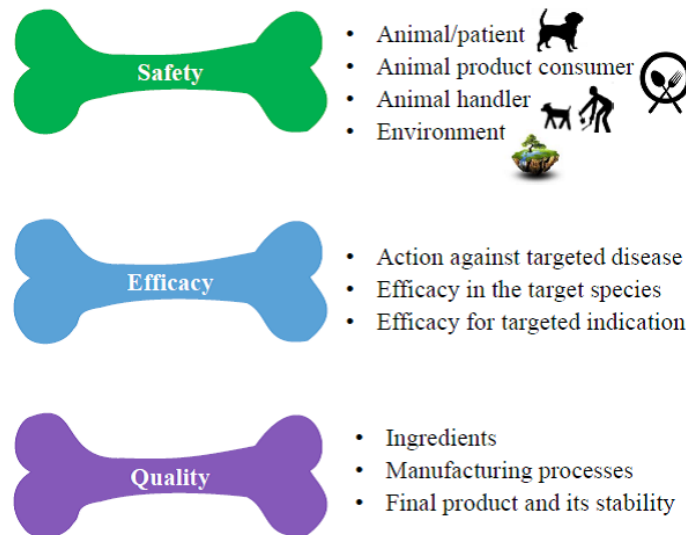 Safety
• Animal/patient
• Animal product consumer
• Animal handler
• Environment
Efficacy
• Action against targeted disease
• Efficacy in the target species
• Efficacy for targeted indication
Quality
• Ingredients
• Manufacturing processes
• Final product and its stability